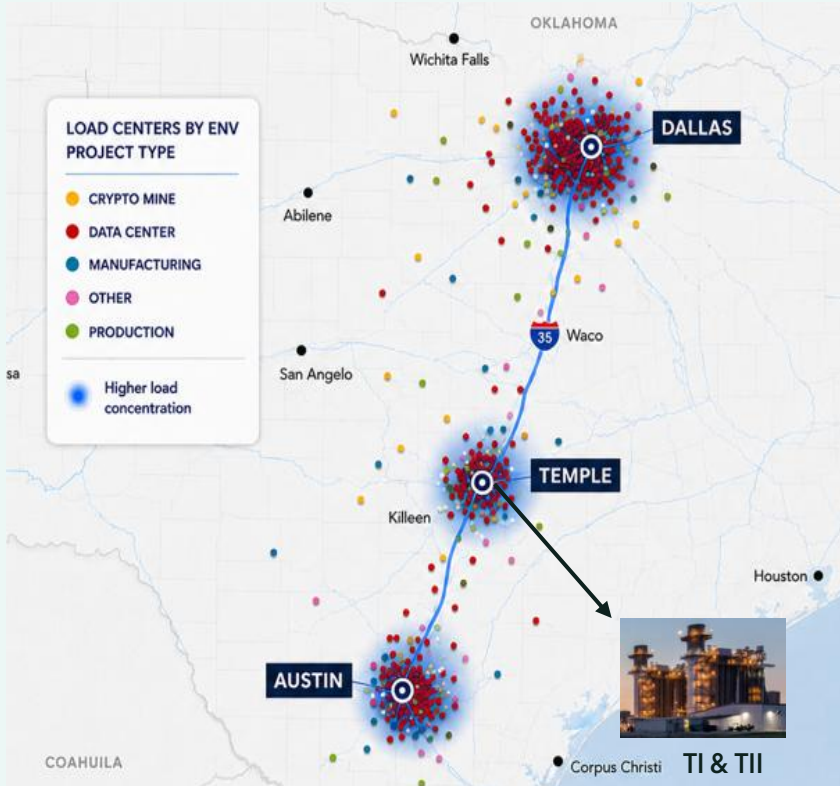 OKLAHOMA
Wichita Falls
LOAD CENTERS BY ENV
PROJECT TYPE
CRYPTO MINE
DATA CENTER
MANUFACTURING
OTHER
PRODUCTION
Higher load
concentration
DALLAS
Abilene
35
Waco
sa
San Angelo
TEMPLE
Killeen
Houston
AUSTIN
COAHUILA
Corpus Christi
TI & TII